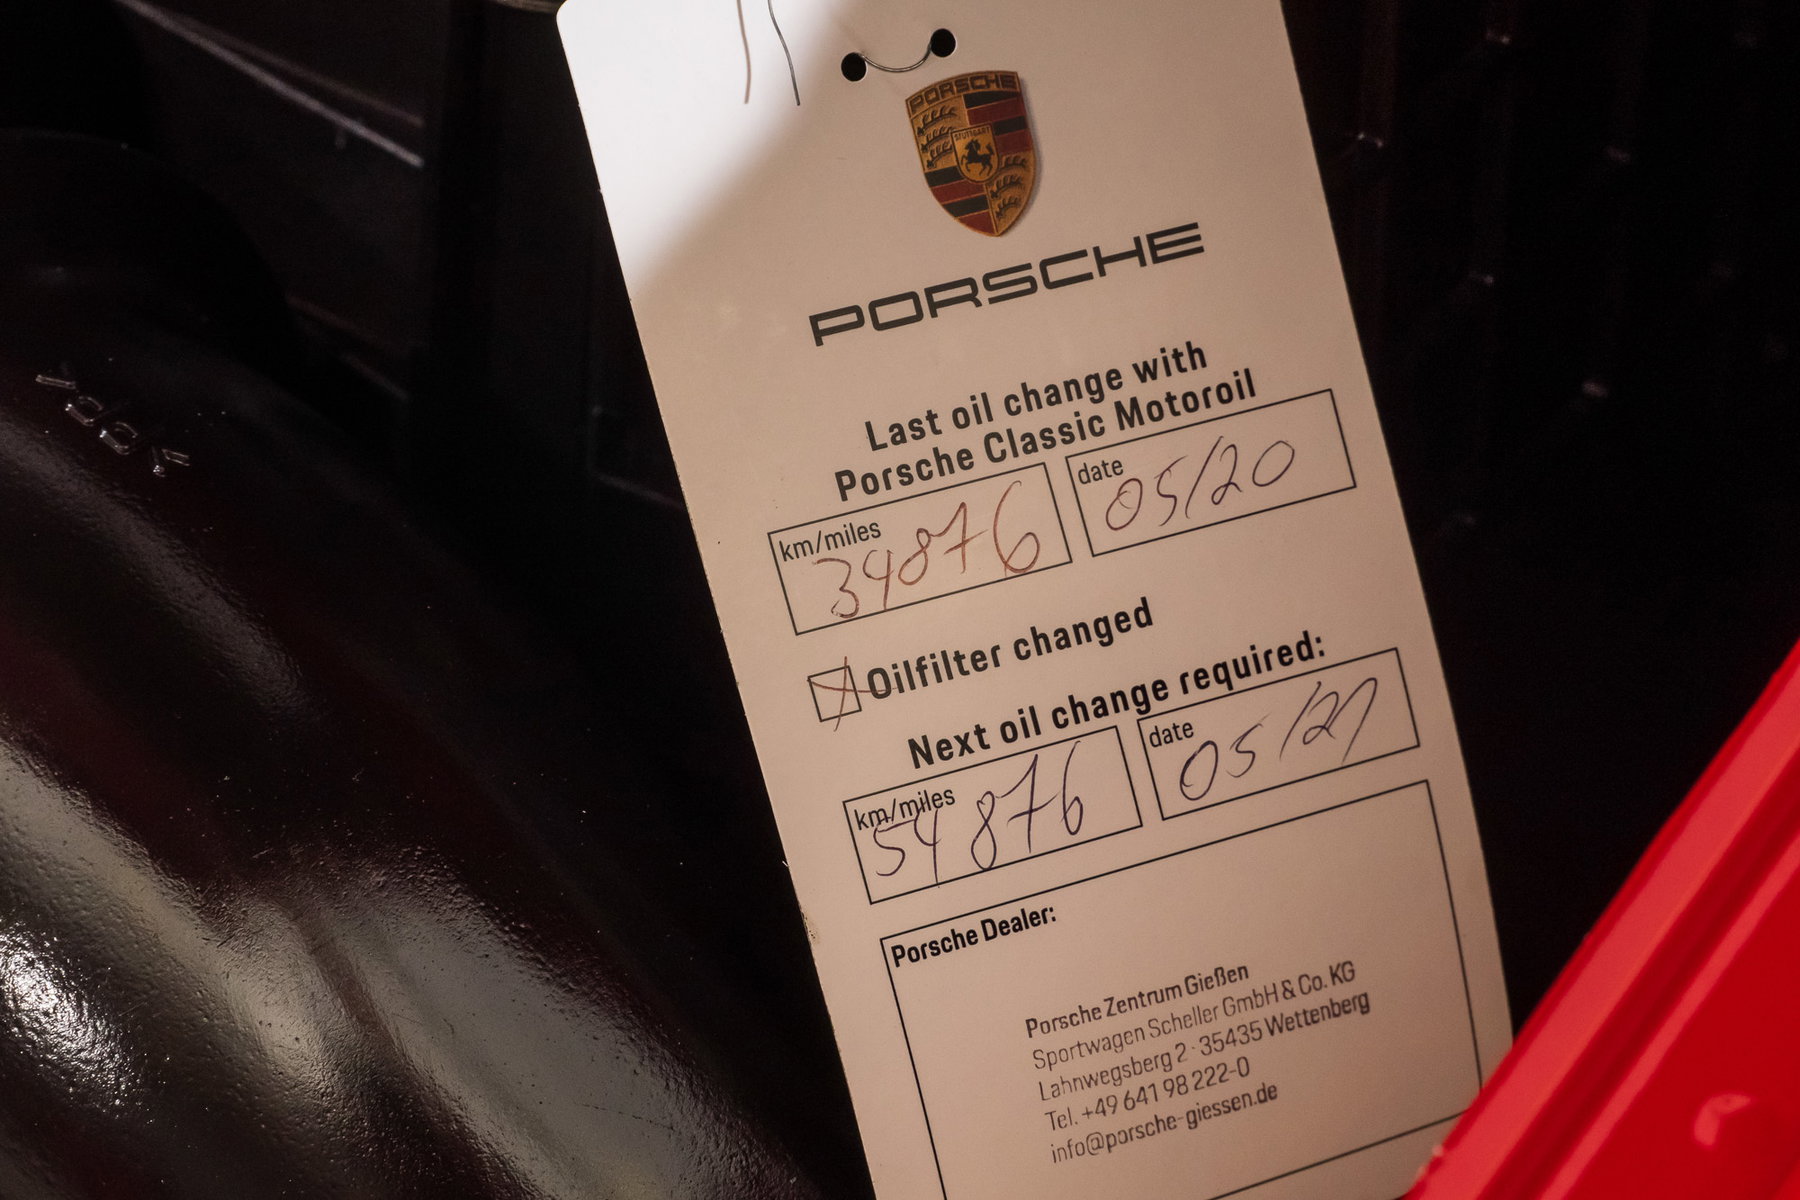 PORSCHE
STUTTGART
PORSCHE
Last oil change with
Porsche Classic Motoroil
km/miles
34876
date
05/20
Oilfilter changed
Next oil change required:
km/miles
54876
date
05/21
Porsche Dealer:
Porsche Zentrum Gießen
Sportwagen Scheller GmbH & Co. KG
Lahnwegsberg 2 · 35435 Wettenberg
Tel. +49 641 98 222-0
info@porsche-giessen.de